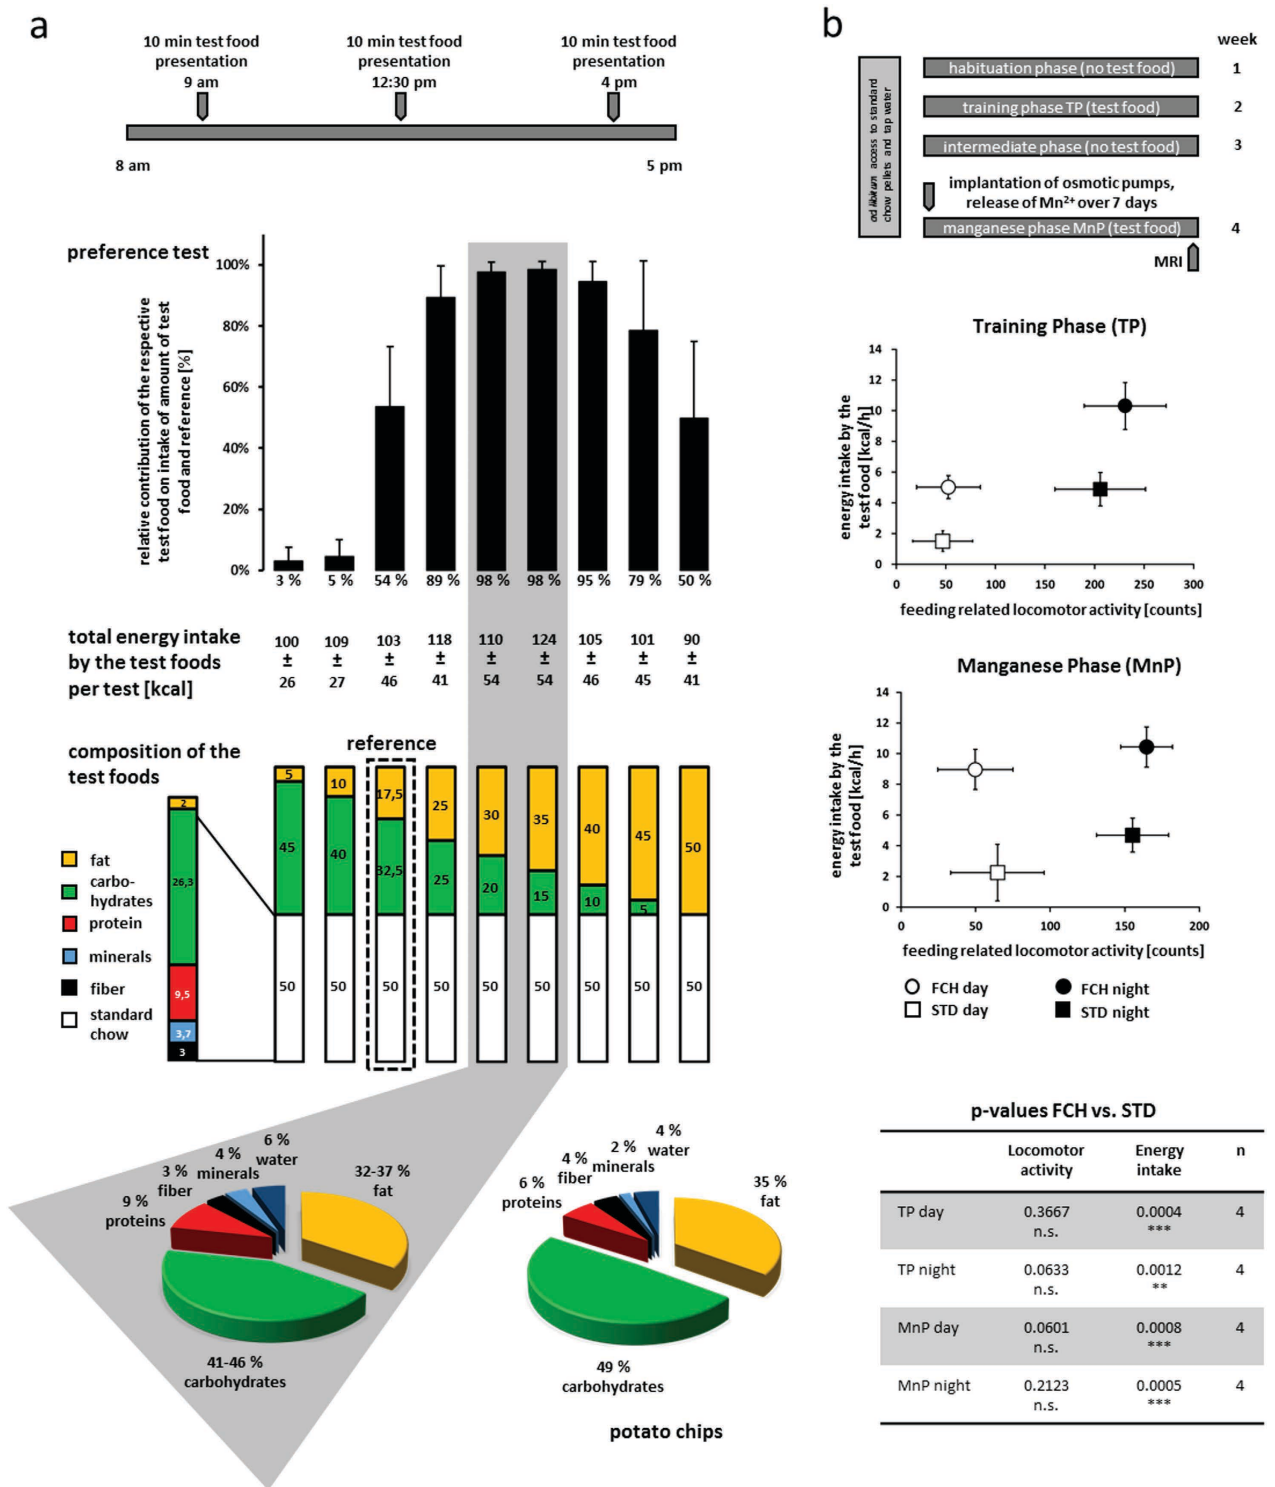 a
10 min test food
presentation
9 am
10 min test food
presentation
12:30 pm
10 min test food
presentation
4 pm
8 am
5 pm
preference test
relative contribution of the respective
test food on intake of amount of test
food and reference [%]
100%
80%
60%
40%
20%
0%
3 % 5 % 54 % 89 % 98 % 98 % 95 % 79 % 50 %
total energy intake
by the test foods
per test [kcal]
100 109 103 118 110 124 105 101 90
± ± ± ± ± ± ± ± ±
26 27 46 41 54 54 46 45 41
composition of the
test foods
reference
2
26,3
9,5
3,7
3
fat
carbo-
hydrates
protein
minerals
fiber
standard
chow
5 10 17,5 25 30 35 40 45 50
45 40 32,5 25 20 15 10 5
50 50 50 50 50 50 50 50 50
9 %
proteins
3 %
fiber
4 %
minerals
6 %
water
32-37 %
fat
41-46 %
carbohydrates
6 %
proteins
4 %
fiber
2 %
minerals
4 %
water
35 %
fat
49 %
carbohydrates
potato chips
b
week
ad libitum access to standard
chow pellets and tap water
habituation phase (no test food) 1
training phase TP (test food) 2
intermediate phase (no test food) 3
implantation of osmotic pumps,
release of Mn2+ over 7 days
manganese phase MnP (test food) 4
MRI
Training Phase (TP)
energy intake by the
test food [kcal/h]
14
12
10
8
6
4
2
0
0 50 100 150 200 250 300
feeding related locomotor activity [counts]
Manganese Phase (MnP)
energy intake by the
test food [kcal/h]
14
12
10
8
6
4
2
0
0 50 100 150 200
feeding related locomotor activity [counts]
FCH day FCH night
STD day STD night
p-values FCH vs. STD
Locomotor Energy n
activity intake
TP day 0.3667 0.0004 4
n.s. ***
TP night 0.0633 0.0012 4
n.s. **
MnP day 0.0601 0.0008 4
n.s. ***
MnP night 0.2123 0.0005 4
n.s. ***